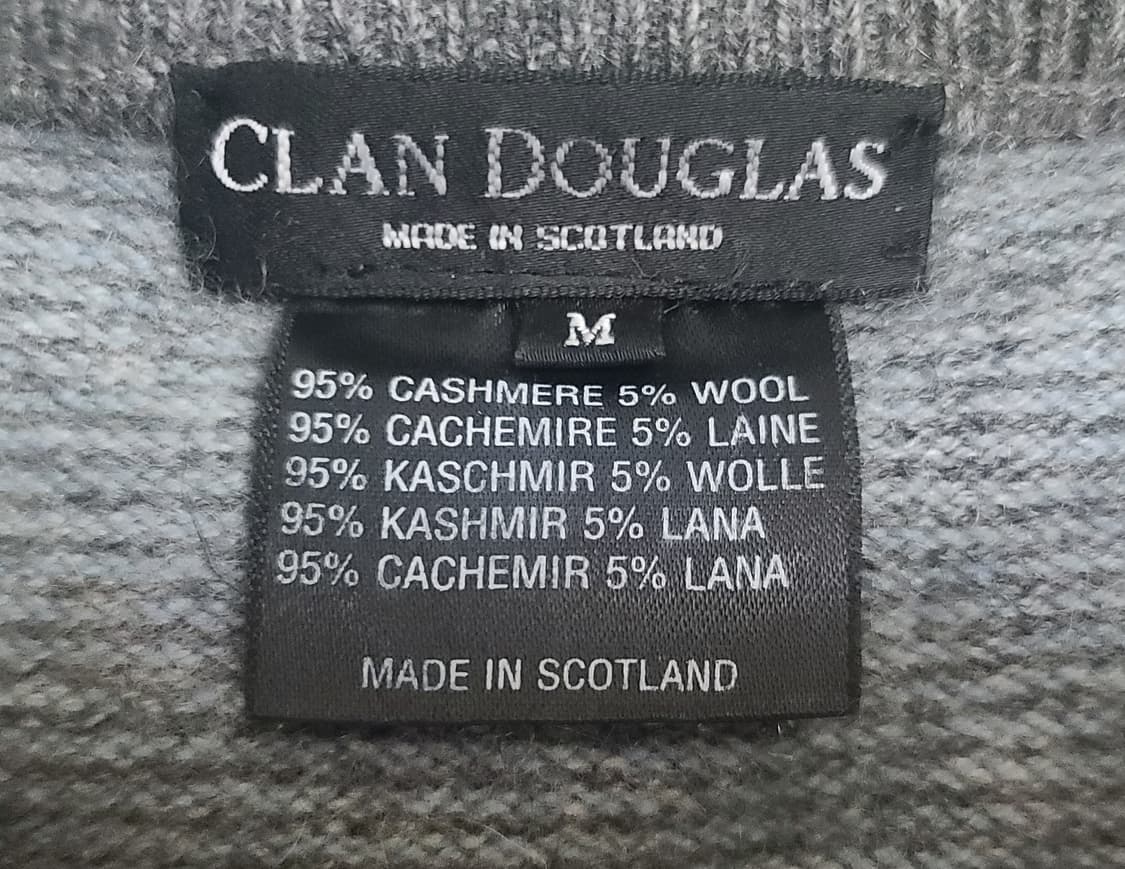 CLAN DOUGLAS
MADE IN SCOTLAND
M
95% CASHMERE 5% WOOL
95% CACHEMIRE 5% LAINE
95% KASCHMIR 5% WOLLE
95% KASHMIR 5% LANA
95% CACHEMIR 5% LANA
MADE IN SCOTLAND